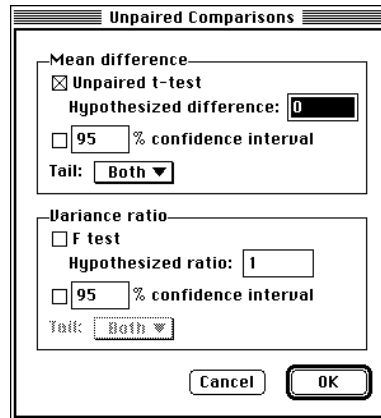 Unpaired Comparisons
Mean difference
Unpaired t-test
Hypothesized difference: 0
95 % confidence interval
Tail: Both
Variance ratio
F test
Hypothesized ratio: 1
95 % confidence interval
Tail: Both
Cancel OK